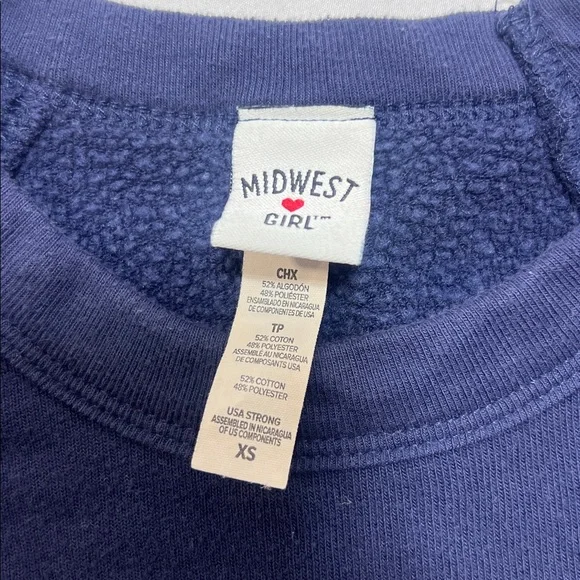 MIDWEST
GIRL™
CHX
52% ALGODÓN
48% POLIÉSTER
ENSAMBLADO EN NICARAGUA
DE COMPONENTES DE USA
TP
52% COTON
48% POLYESTER
ASSEMBLÉ AU NICARAGUA
DE COMPOSANTS USA
52% COTTON
48% POLYESTER
USA STRONG
ASSEMBLED IN NICARAGUA
OF US COMPONENTS
XS